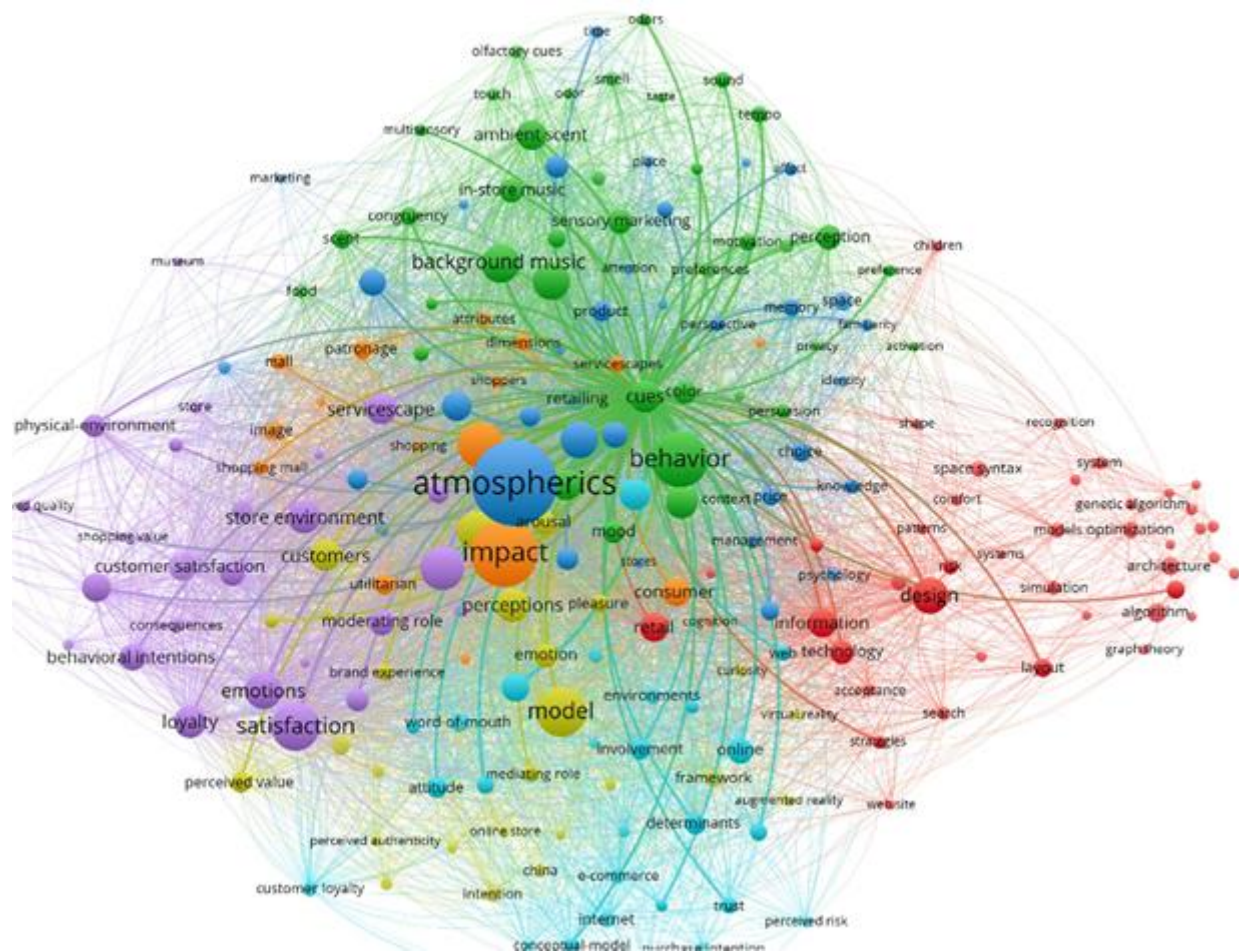 odors
time
olfactory cues
smell
sound
touch
odor
taste
tempo
multisensory
ambient scent
place
affect
marketing
in-store music
congruency
sensory marketing
scent
motivation
perception
children
museum
background music
attention
preferences
preference
food
product
memory
space
attributes
perspective
familiarity
patronage
dimensions
privacy
activation
mall
servicescapes
shoppers
identity
cues
color
store
servicescape
retailing
persuasion
physical-environment
shape
recognition
image
shopping
behavior
choice
shopping mall
space syntax
system
atmospherics
knowledge
ed quality
context
price
comfort
genetic algorithm
store environment
arousal
mood
patterns
models
optimization
shopping value
management
customers
impact
stores
systems
customer satisfaction
psychology
risk
architecture
utilitarian
consumer
design
simulation
perceptions
pleasure
algorithm
consequences
moderating role
retail
cognition
information
graph theory
behavioral intentions
emotion
web
technology
brand experience
curiosity
layout
emotions
environments
acceptance
loyalty
satisfaction
model
virtual reality
search
word-of-mouth
involvement
online
strategies
perceived value
attitude
mediating role
framework
augmented reality
web site
online store
determinants
perceived authenticity
china
e-commerce
customer loyalty
intention
internet
trust
perceived risk
conceptual-model
purchase intention